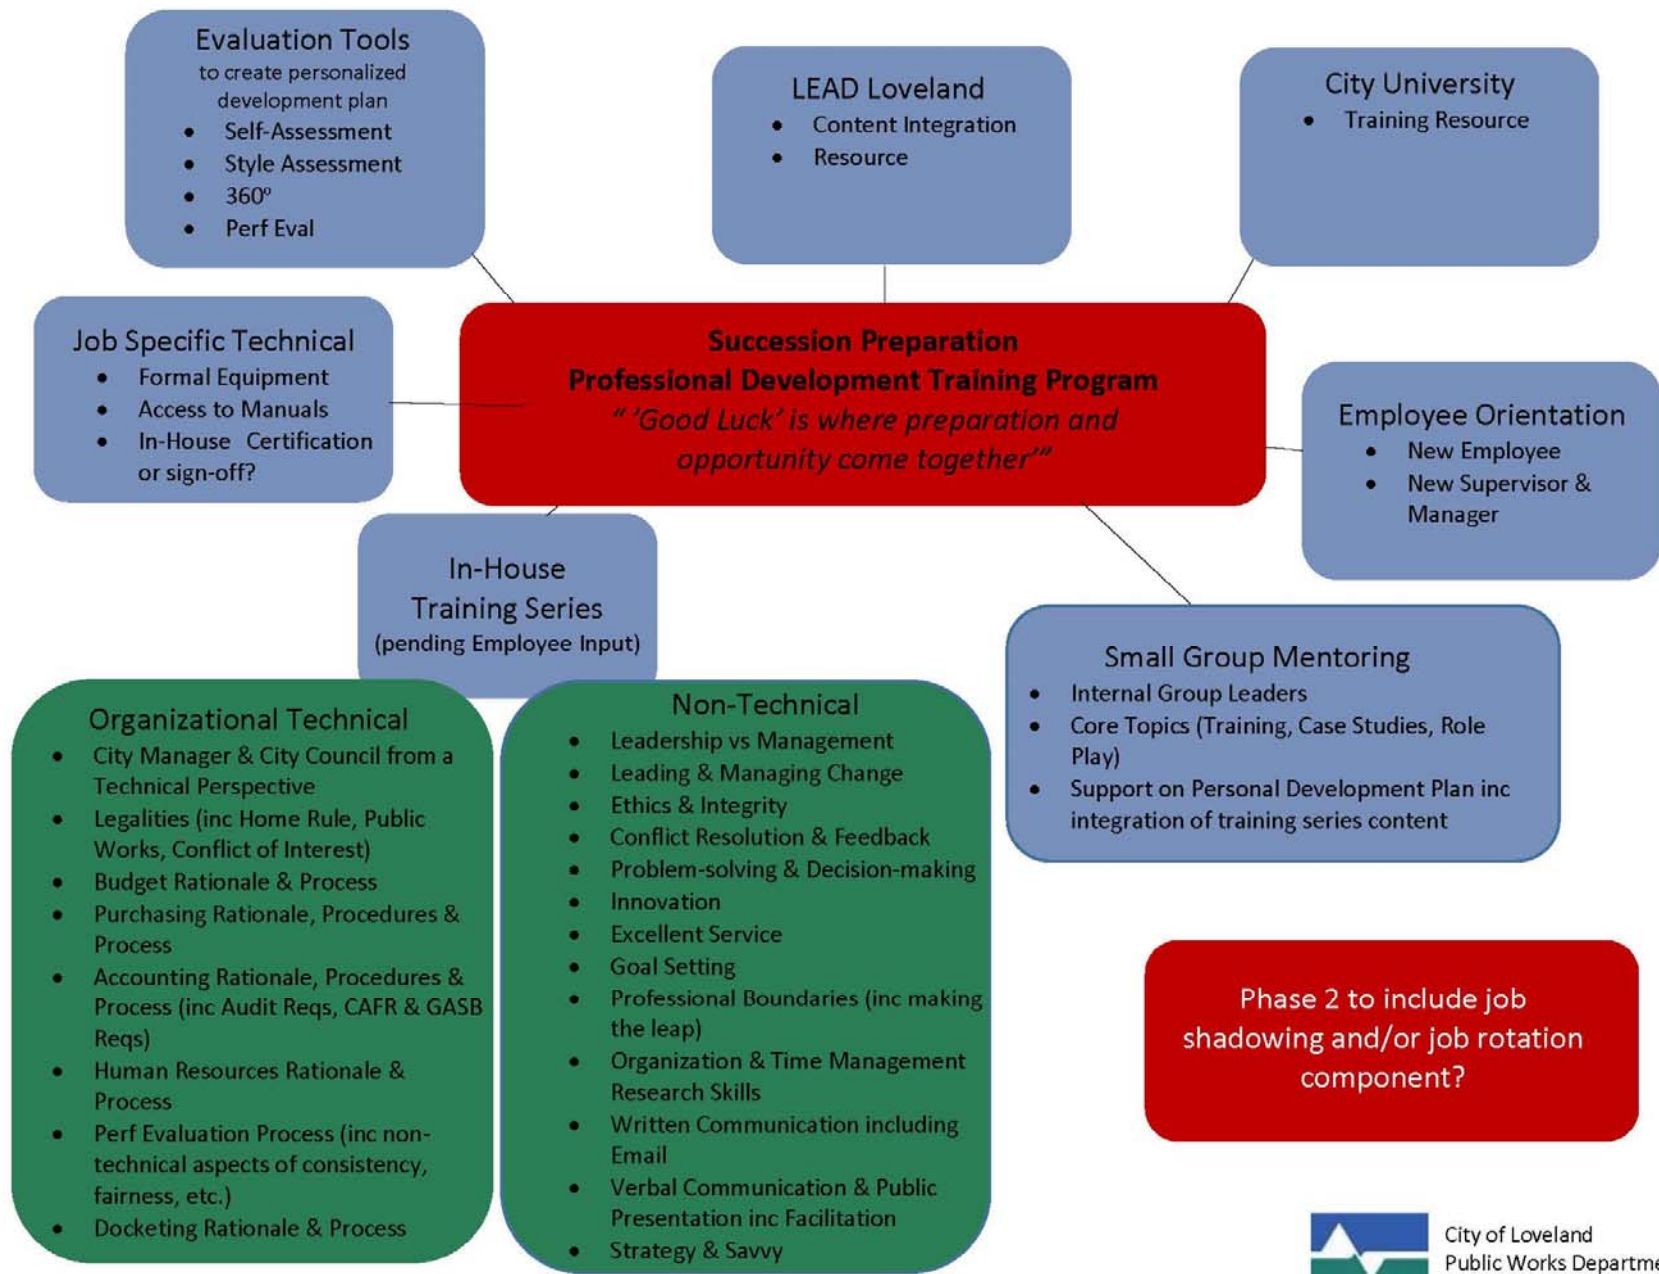 Evaluation Tools
to create personalized
development plan
• Self-Assessment
• Style Assessment
• 360º
• Perf Eval
LEAD Loveland
• Content Integration
• Resource
City University
• Training Resource
Job Specific Technical
• Formal Equipment
• Access to Manuals
• In-House Certification
or sign-off?
Succession Preparation
Professional Development Training Program
" 'Good Luck' is where preparation and
opportunity come together'"
Employee Orientation
• New Employee
• New Supervisor &
Manager
In-House
Training Series
(pending Employee Input)
Small Group Mentoring
• Internal Group Leaders
• Core Topics (Training, Case Studies, Role
Play)
• Support on Personal Development Plan inc
integration of training series content
Organizational Technical
• City Manager & City Council from a
Technical Perspective
• Legalities (inc Home Rule, Public
Works, Conflict of Interest)
• Budget Rationale & Process
• Purchasing Rationale, Procedures &
Process
• Accounting Rationale, Procedures &
Process (inc Audit Reqs, CAFR & GASB
Reqs)
• Human Resources Rationale &
Process
• Perf Evaluation Process (inc non-
technical aspects of consistency,
fairness, etc.)
• Docketing Rationale & Process
Non-Technical
• Leadership vs Management
• Leading & Managing Change
• Ethics & Integrity
• Conflict Resolution & Feedback
• Problem-solving & Decision-making
• Innovation
• Excellent Service
• Goal Setting
• Professional Boundaries (inc making
the leap)
• Organization & Time Management
Research Skills
• Written Communication including
Email
• Verbal Communication & Public
Presentation inc Facilitation
• Strategy & Savvy
Phase 2 to include job
shadowing and/or job rotation
component?
City of Loveland
Public Works Departme